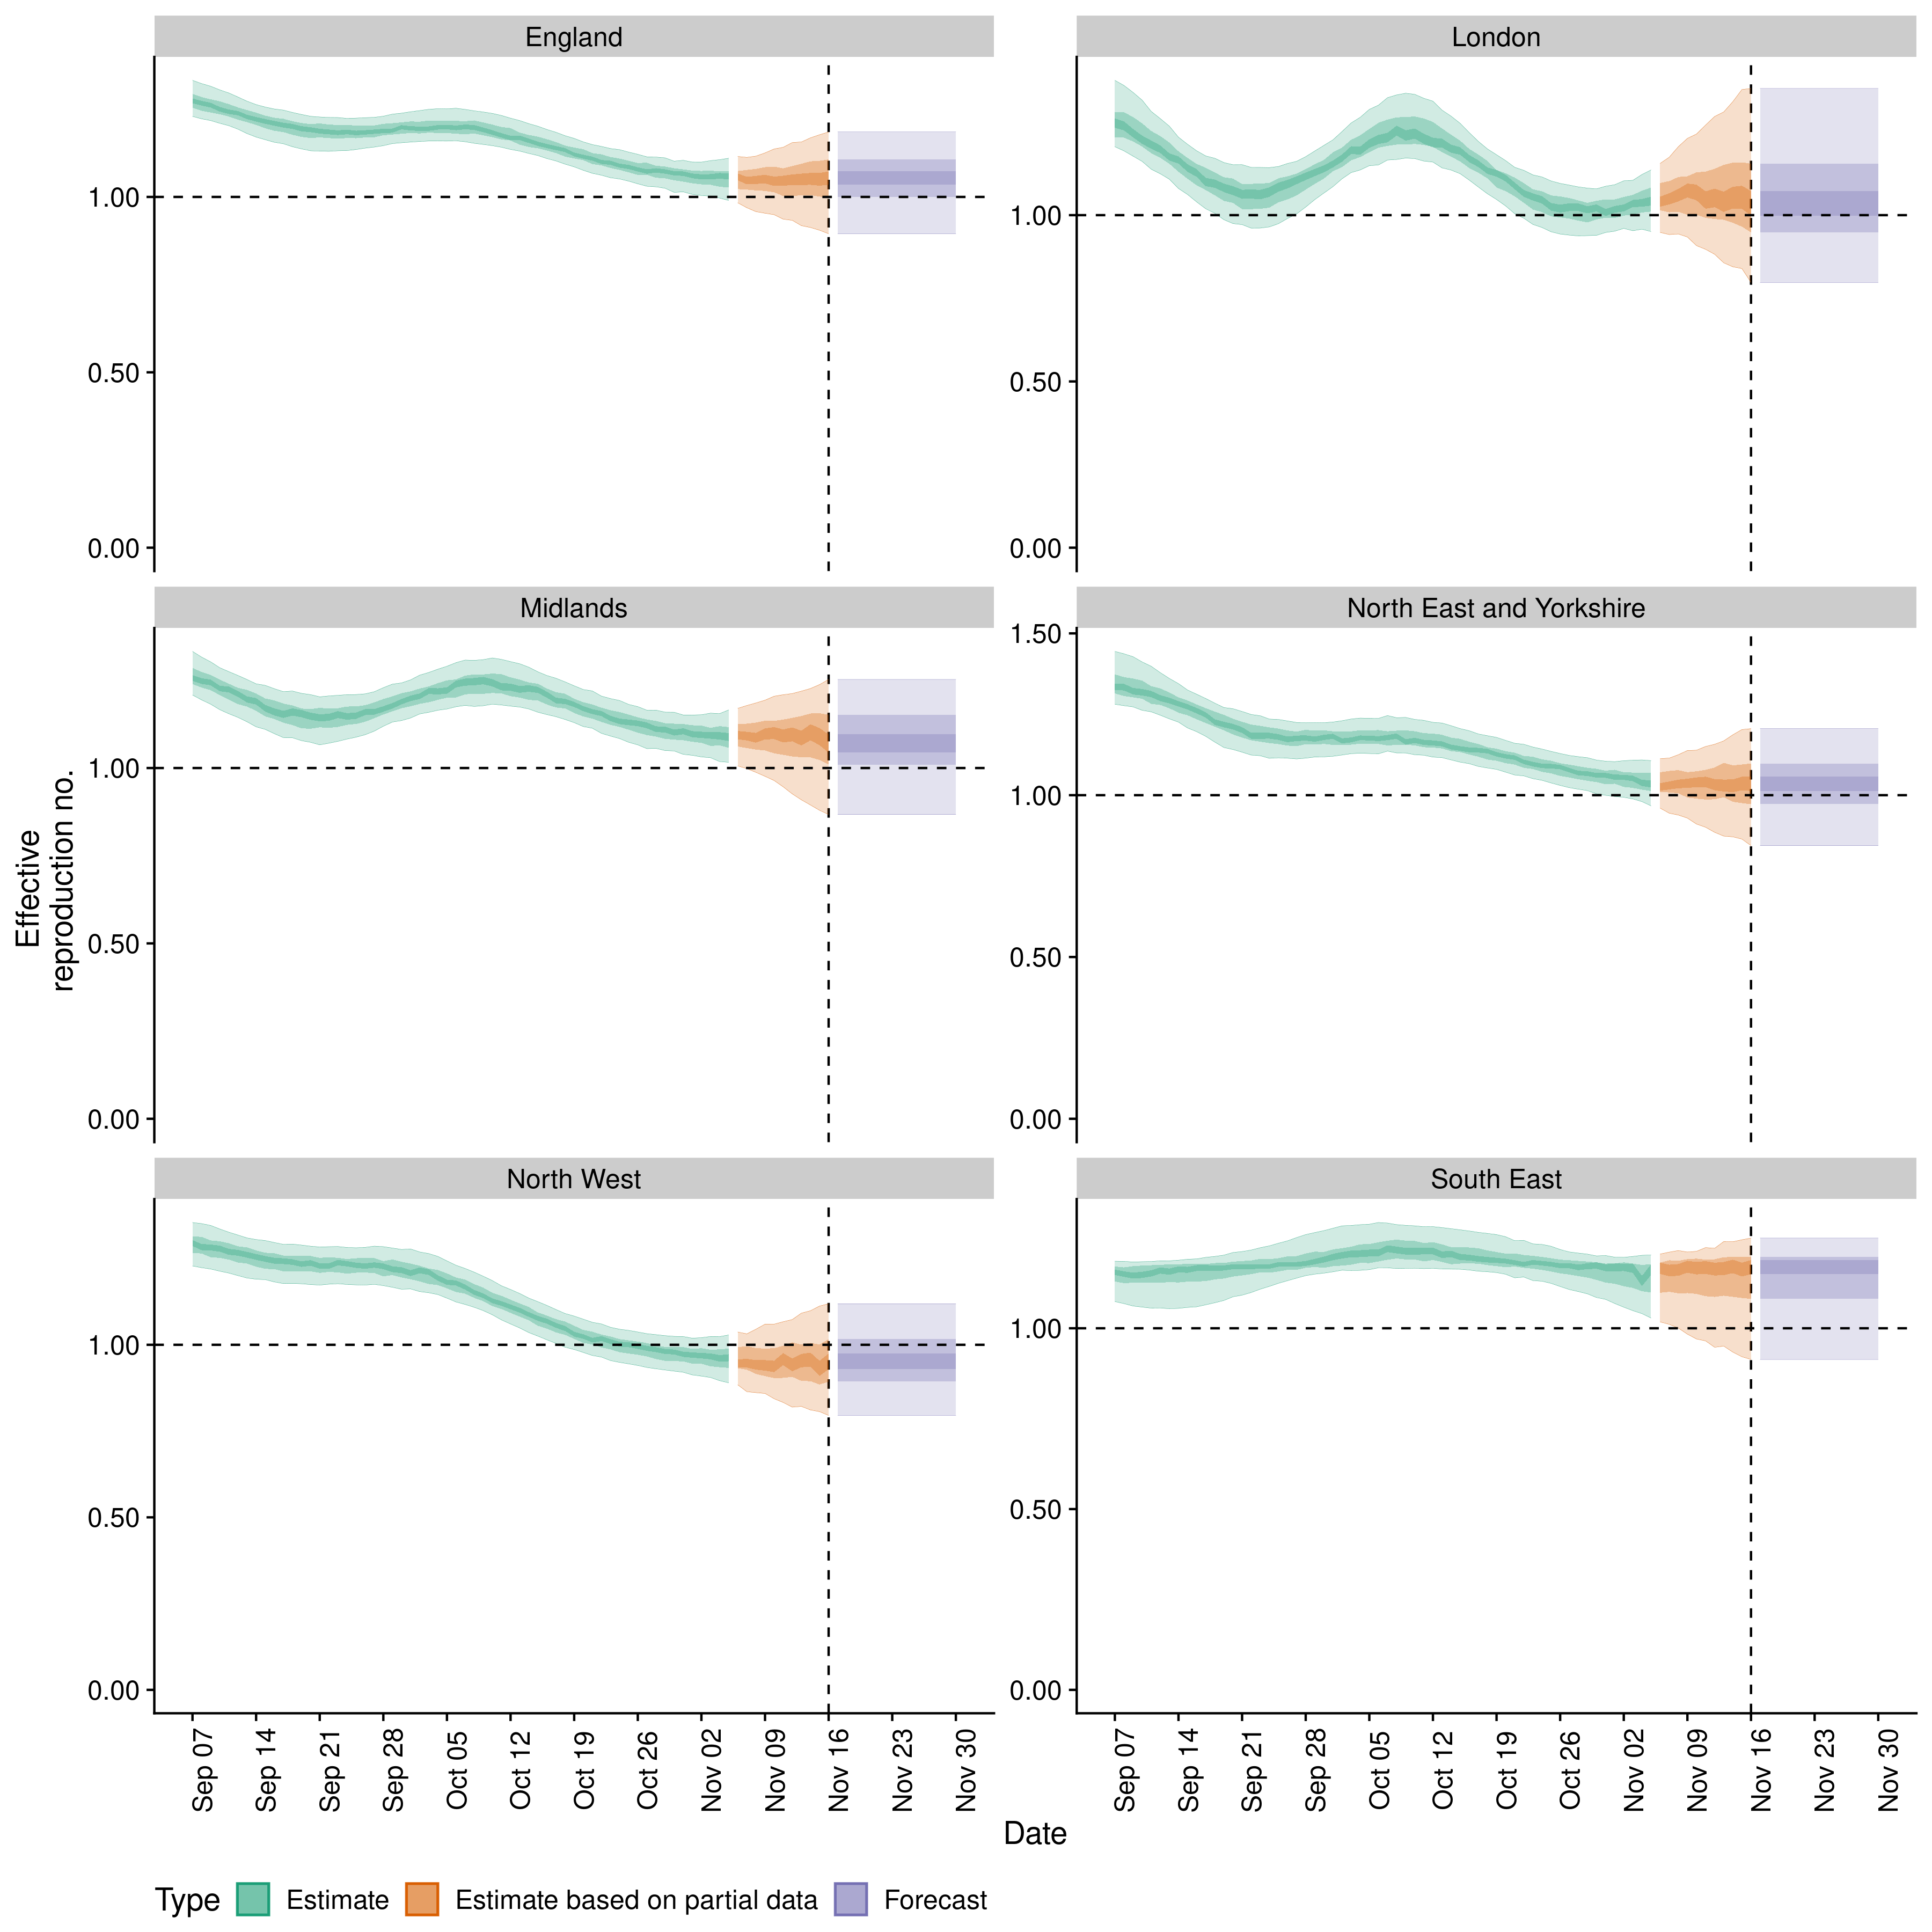 England
London
1.00
0.50
0.00
1.00
0.50
0.00
Midlands
North East and Yorkshire
1.00
0.50
0.00
1.50
1.00
0.50
0.00
Effective
reproduction no.
North West
South East
1.00
0.50
0.00
1.00
0.50
0.00
Sep 07
Sep 14
Sep 21
Sep 28
Oct 05
Oct 12
Oct 19
Oct 26
Nov 02
Nov 09
Nov 16
Nov 23
Nov 30
Sep 07
Sep 14
Sep 21
Sep 28
Oct 05
Oct 12
Oct 19
Oct 26
Nov 02
Nov 09
Nov 16
Nov 23
Nov 30
Date
Type Estimate Estimate based on partial data Forecast